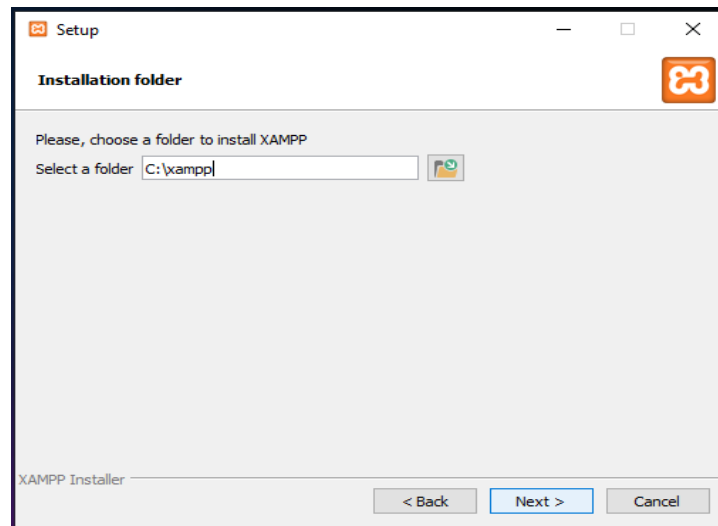 Setup
Installation folder
Please, choose a folder to install XAMPP
Select a folder C:\xampp
XAMPP Installer
< Back Next > Cancel